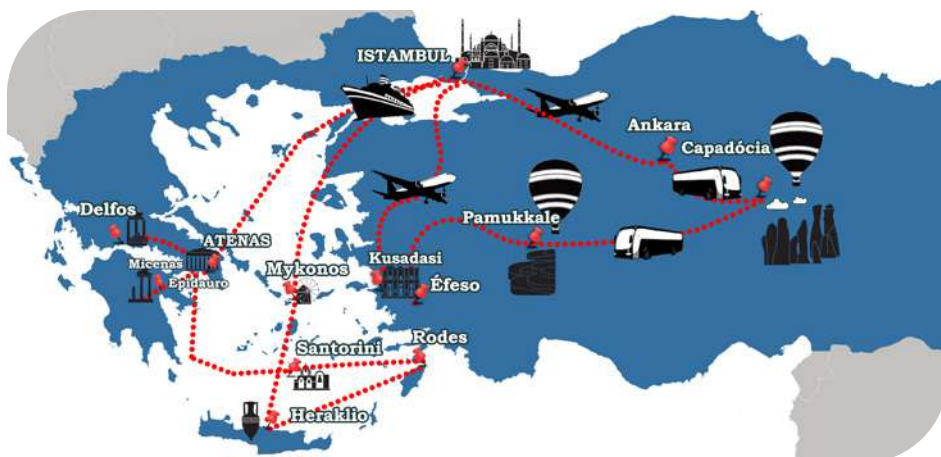 ISTAMBUL
Ankara
Capadócia
Delfos
Pamukkale
ATENAS
Micenas
Epidauro
Mykonos
Kusadasi
Éfeso
Rodes
Santorini
Heraklio